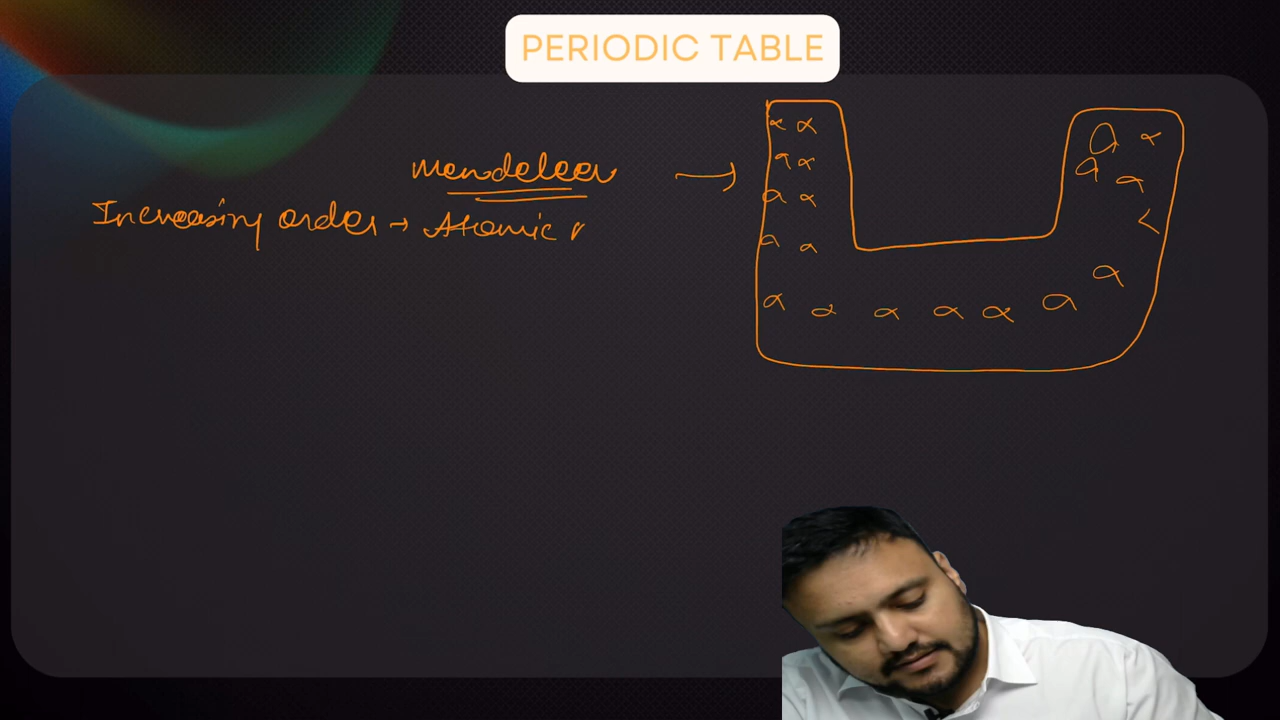 PERIODIC TABLE
Mendeleev
Increasing order → Atomic